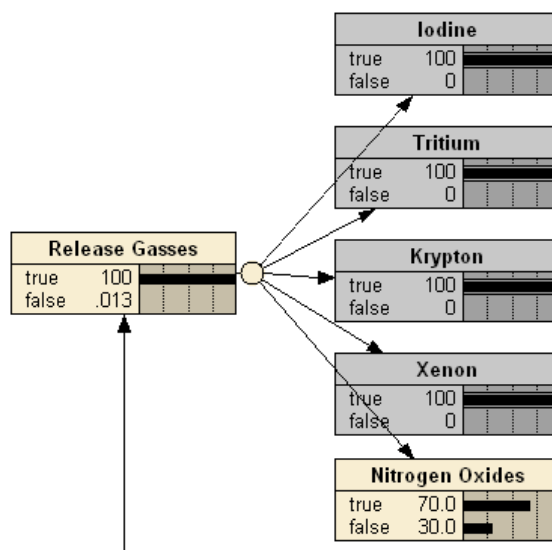 Iodine
true 100
false 0
Tritium
true 100
false 0
Release Gasses
true 100
false .013
Krypton
true 100
false 0
Xenon
true 100
false 0
Nitrogen Oxides
true 70.0
false 30.0